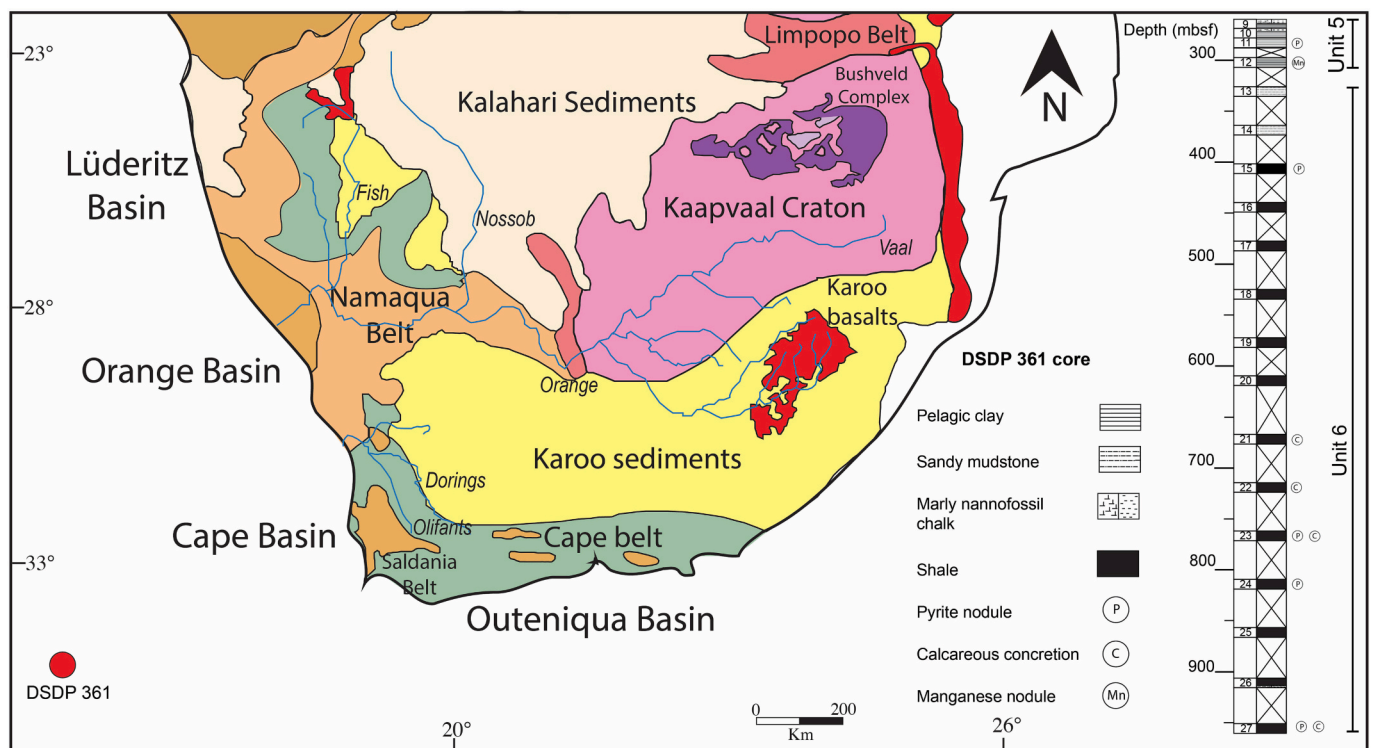 23°
28°
33°
20°
26°
Limpopo Belt
Bushveld
Complex
Kalahari Sediments
Lüderitz
Basin
Fish
Nossob
Kaapvaal Craton
Vaal
Namaqua
Belt
Karoo
basalts
Orange Basin
Orange
Karoo sediments
Dorings
Olifants
Cape Basin
Cape belt
Saldania
Belt
Outeniqua Basin
DSDP 361
N
0 200
Km
DSDP 361 core
Pelagic clay
Sandy mudstone
Marly nannofossil
chalk
Shale
Pyrite nodule P
Calcareous concretion C
Manganese nodule Mn
Depth (mbsf)
300
400
500
600
700
800
900
9
10
11 P
12 Mn
13
14
15 P
16
17
18
19
20
21 C
22 C
23 P C
24 P
25
26
27 P C
Unit 5
Unit 6